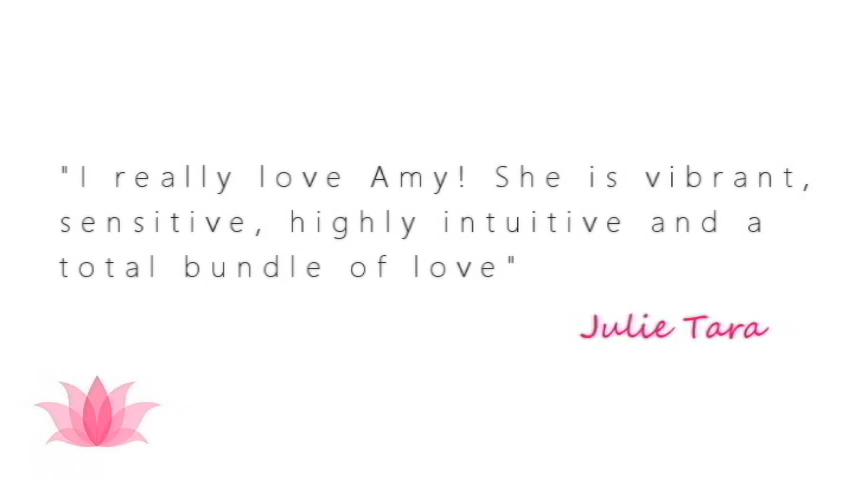 "I really love Amy! She is vibrant,
sensitive, highly intuitive and a
total bundle of love"
Julie Tara